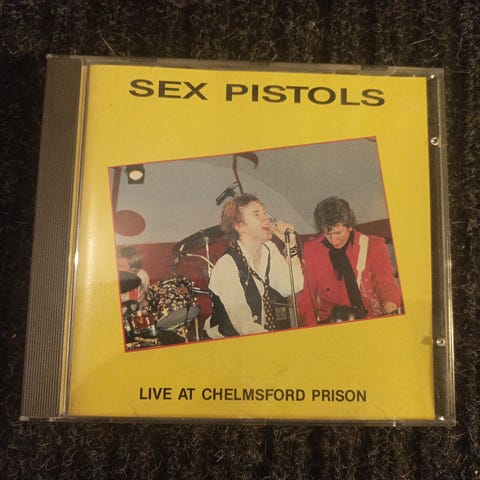 SEX PISTOLS
LIVE AT CHELMSFORD PRISON